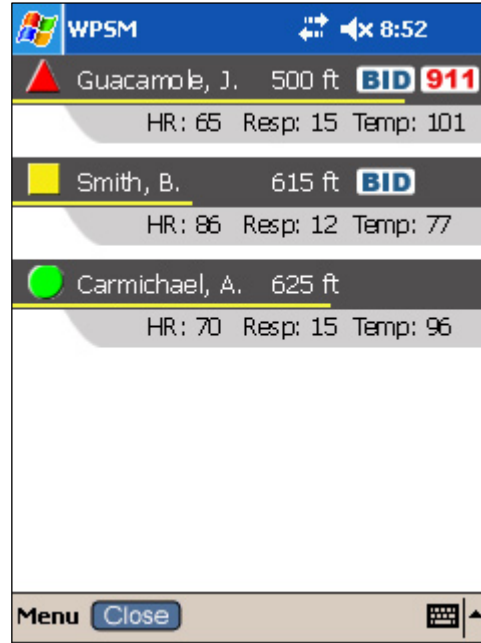 WPSM 8:52
Guacamole, J. 500 ft BID 911
HR: 65 Resp: 15 Temp: 101
Smith, B. 615 ft BID
HR: 86 Resp: 12 Temp: 77
Carmichael, A. 625 ft
HR: 70 Resp: 15 Temp: 96
Menu Close